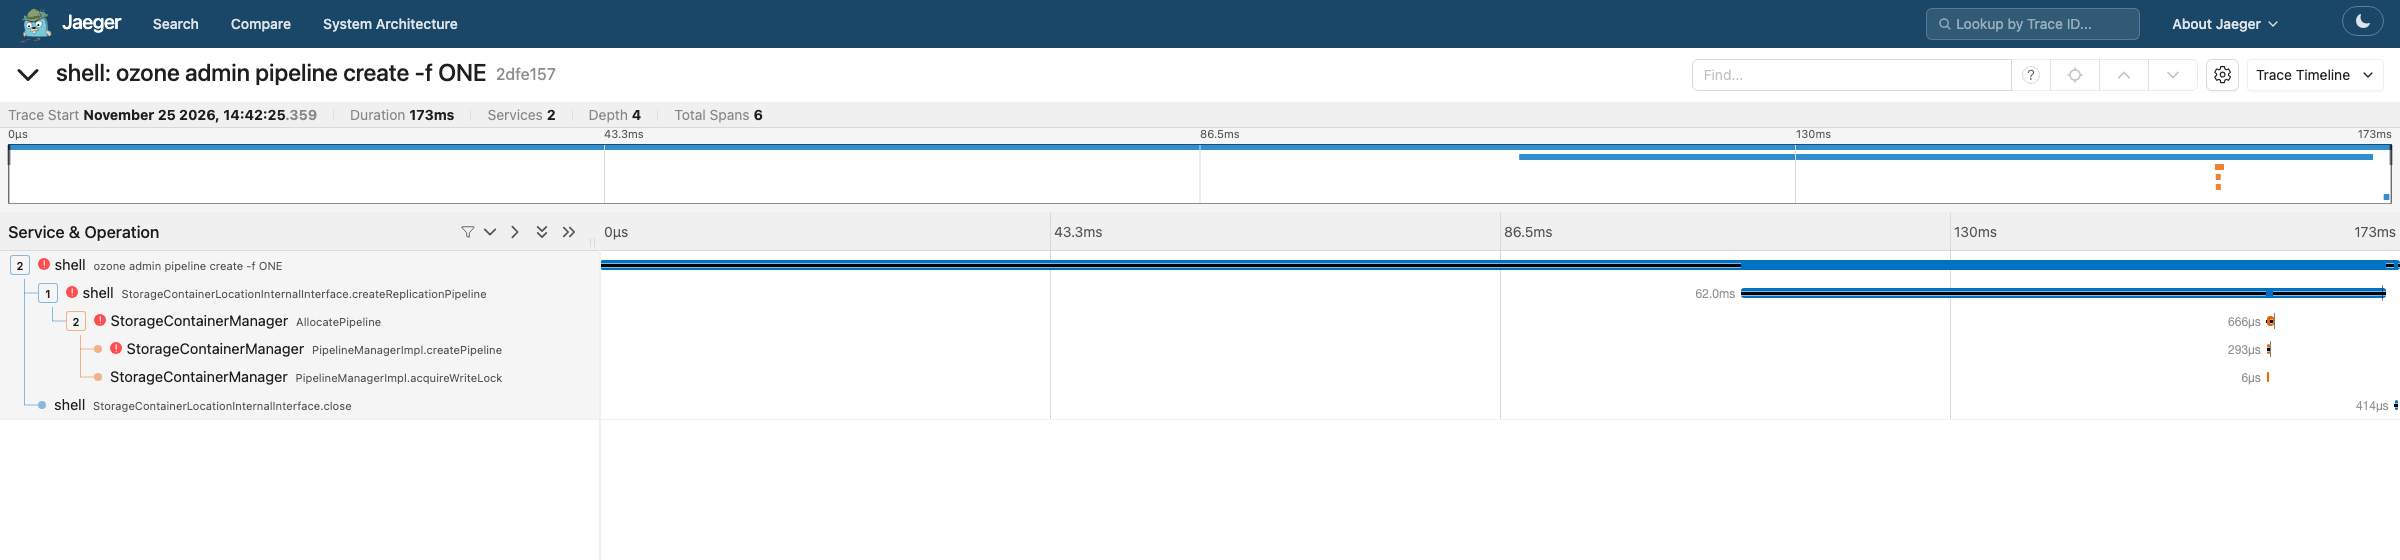 Jaeger Search Compare System Architecture Lookup by Trace ID... About Jaeger
shell: ozone admin pipeline create -f ONE 2dfe157 Find... ? Trace Timeline
Trace Start November 25 2026, 14:42:25.359 Duration 173ms Services 2 Depth 4 Total Spans 6
0μs 43.3ms 86.5ms 130ms 173ms
Service & Operation 0μs 43.3ms 86.5ms 130ms 173ms
2 shell ozone admin pipeline create -f ONE
1 shell StorageContainerLocationInternalInterface.createReplicationPipeline 62.0ms
2 StorageContainerManager AllocatePipeline 666μs
StorageContainerManager PipelineManagerImpl.createPipeline 293μs
StorageContainerManager PipelineManagerImpl.acquireWriteLock 6μs
shell StorageContainerLocationInternalInterface.close 414μs